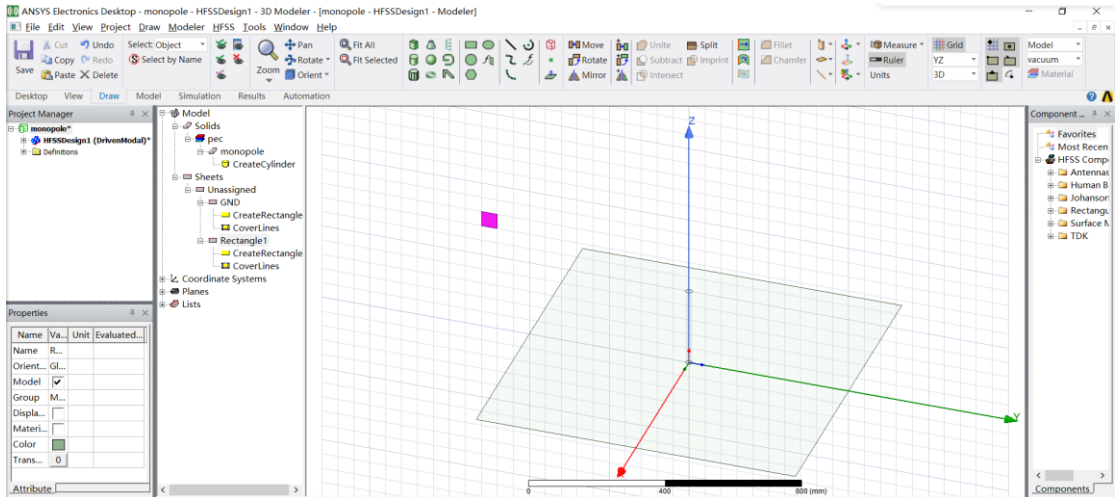 ANSYS Electronics Desktop - monopole - HFSSDesign1 - 3D Modeler - [monopole - HFSSDesign1 - Modeler]
File Edit View Project Draw Modeler HFSS Tools Window Help
Save
Cut Undo Select: Object
Copy Redo Select by Name
Paste Delete
Zoom
Pan
Rotate
Orient
Fit All
Fit Selected
Move Unite Split Fillet
Rotate Subtract Imprint Chamfer
Mirror Intersect
Measure Grid Model
Ruler YZ vacuum
Units 3D Material
Desktop View Draw Model Simulation Results Automation
Project Manager
monopole*
HFSSDesign1 (DrivenModal)*
Definitions
Model
Solids
pec
monopole
CreateCylinder
Sheets
Unassigned
GND
CreateRectangle
CoverLines
Rectangle1
CreateRectangle
CoverLines
Coordinate Systems
Planes
Lists
Properties
Name Va... Unit Evaluated...
Name R...
Orient... Gl...
Model
Group M...
Displa...
Materi...
Color
Trans... 0
Attribute
Z
Y
0 400 800 (mm)
Component ...
Favorites
Most Recen
HFSS Comp
Antennas
Human B
Johanson
Rectangu
Surface M
TDK
Components